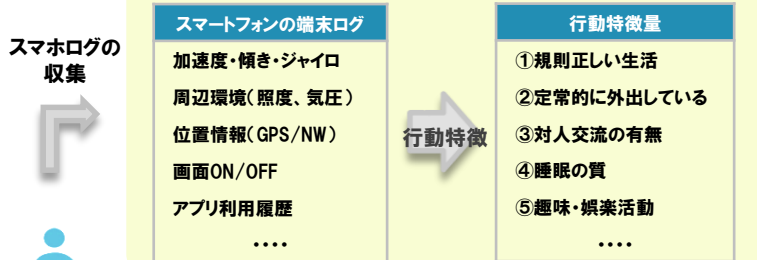 スマホログの
収集
スマートフォンの端末ログ
加速度・傾き・ジャイロ
周辺環境(照度、気圧)
位置情報(GPS/NW)
画面ON/OFF
アプリ利用履歴
････
行動特徴
行動特徴量
①規則正しい生活
②定常的に外出している
③対人交流の有無
④睡眠の質
⑤趣味・娯楽活動
････